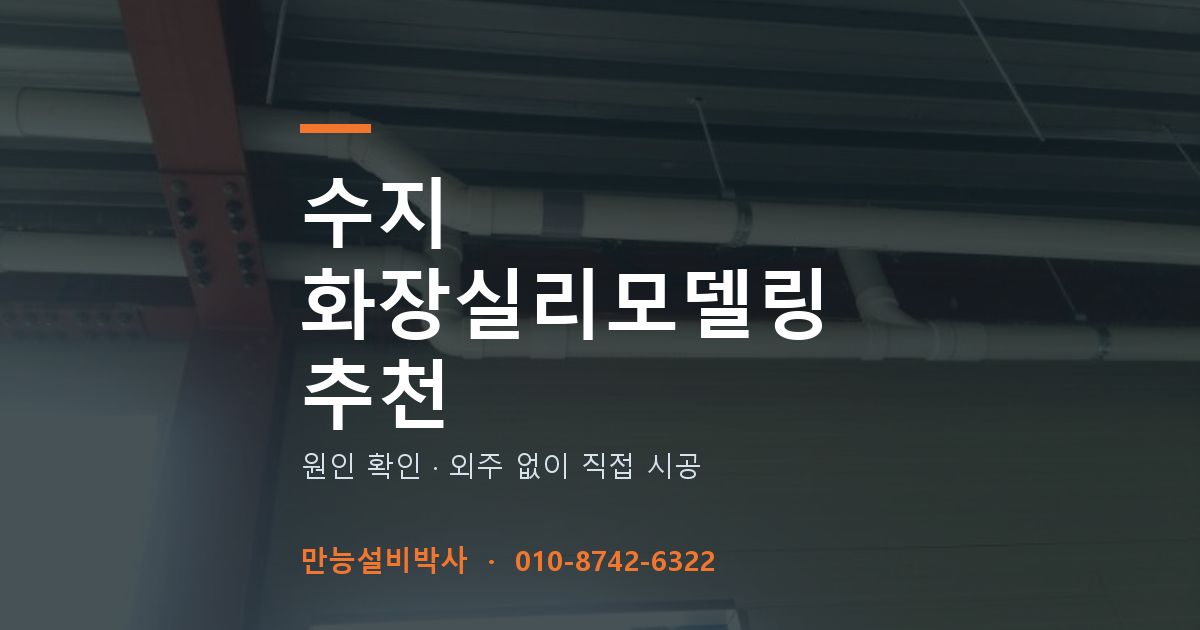 수지
화장실리모델링
추천
원인 확인 · 외주 없이 직접 시공
만능설비박사 · 010-8742-6322